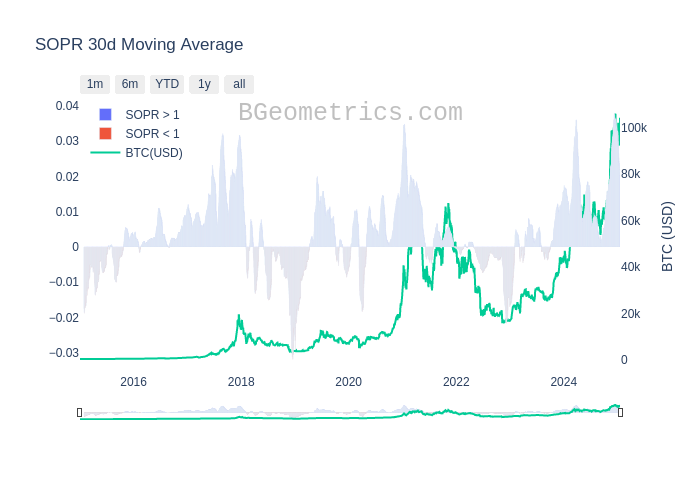 SOPR 30d Moving Average
1m 6m YTD 1y all
BGeometrics.com
SOPR > 1
SOPR < 1
BTC(USD)
0.04
0.03
0.02
0.01
0
−0.01
−0.02
−0.03
100k
80k
60k
40k
20k
0
BTC (USD)
2016 2018 2020 2022 2024